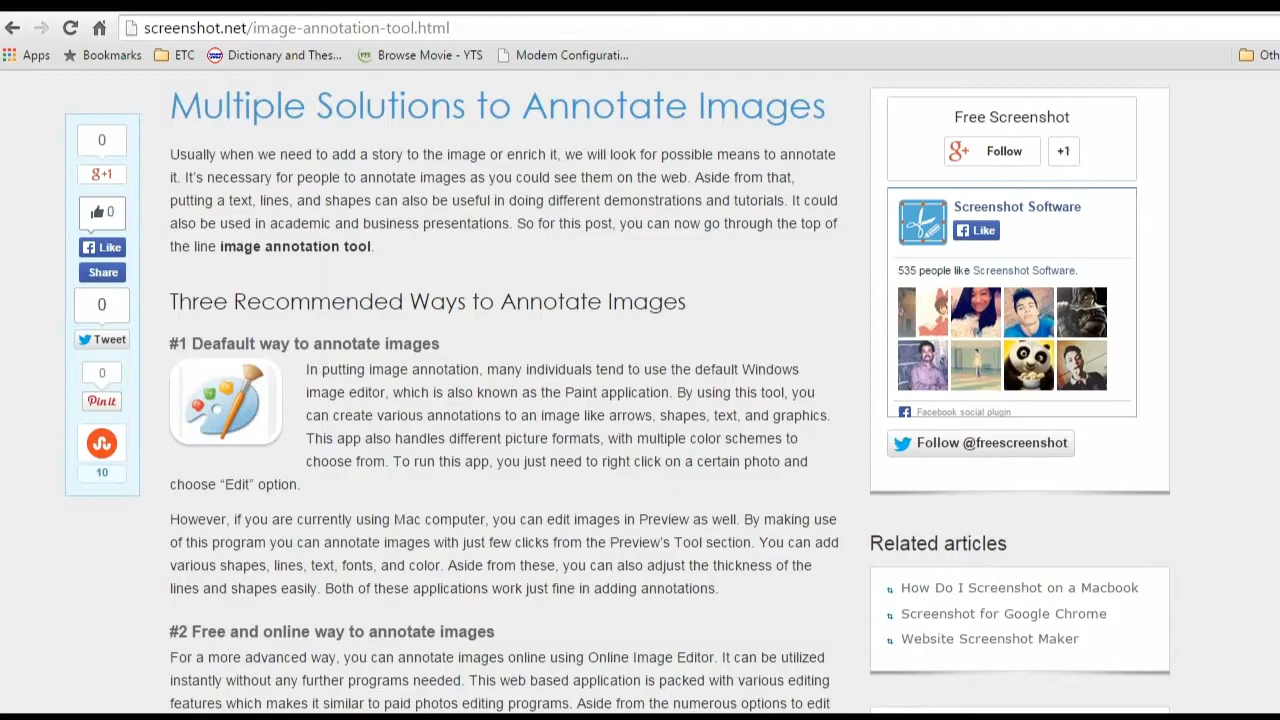 screenshot.net/image-annotation-tool.html
Apps Bookmarks ETC Dictionary and Thes... Browse Movie - YTS Modem Configurati... Oth
0
g+1
0
Like
Share
0
Tweet
0
Pin it
10
Multiple Solutions to Annotate Images
Usually when we need to add a story to the image or enrich it, we will look for possible means to annotate
it. It’s necessary for people to annotate images as you could see them on the web. Aside from that,
putting a text, lines, and shapes can also be useful in doing different demonstrations and tutorials. It could
also be used in academic and business presentations. So for this post, you can now go through the top of
the line image annotation tool.
Three Recommended Ways to Annotate Images
#1 Deafault way to annotate images
In putting image annotation, many individuals tend to use the default Windows
image editor, which is also known as the Paint application. By using this tool, you
can create various annotations to an image like arrows, shapes, text, and graphics.
This app also handles different picture formats, with multiple color schemes to
choose from. To run this app, you just need to right click on a certain photo and
choose “Edit” option.
However, if you are currently using Mac computer, you can edit images in Preview as well. By making use
of this program you can annotate images with just few clicks from the Preview’s Tool section. You can add
various shapes, lines, text, fonts, and color. Aside from these, you can also adjust the thickness of the
lines and shapes easily. Both of these applications work just fine in adding annotations.
#2 Free and online way to annotate images
For a more advanced way, you can annotate images online using Online Image Editor. It can be utilized
instantly without any further programs needed. This web based application is packed with various editing
features which makes it similar to paid photos editing programs. Aside from the numerous options to edit
Free Screenshot
g+ Follow +1
Screenshot Software
Like
535 people like Screenshot Software.
Facebook social plugin
Follow @freescreenshot
Related articles
How Do I Screenshot on a Macbook
Screenshot for Google Chrome
Website Screenshot Maker